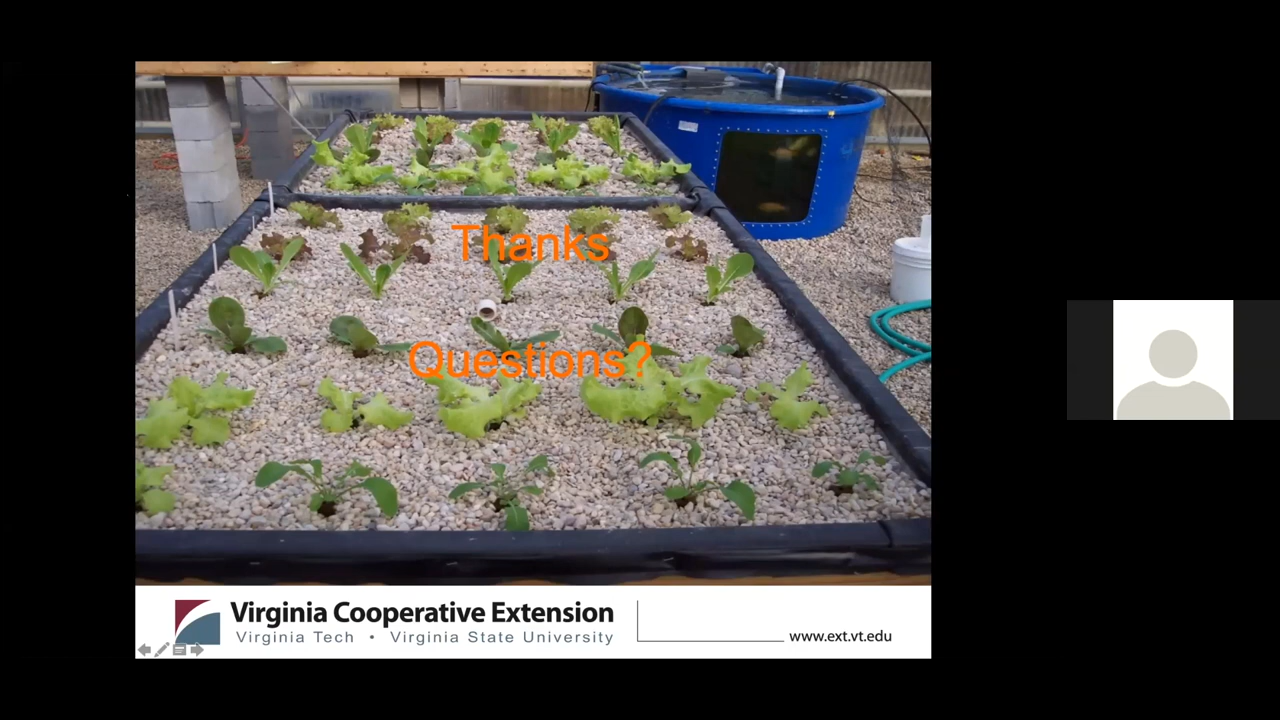 Thanks
Questions?
Virginia Cooperative Extension
Virginia Tech • Virginia State University
www.ext.vt.edu